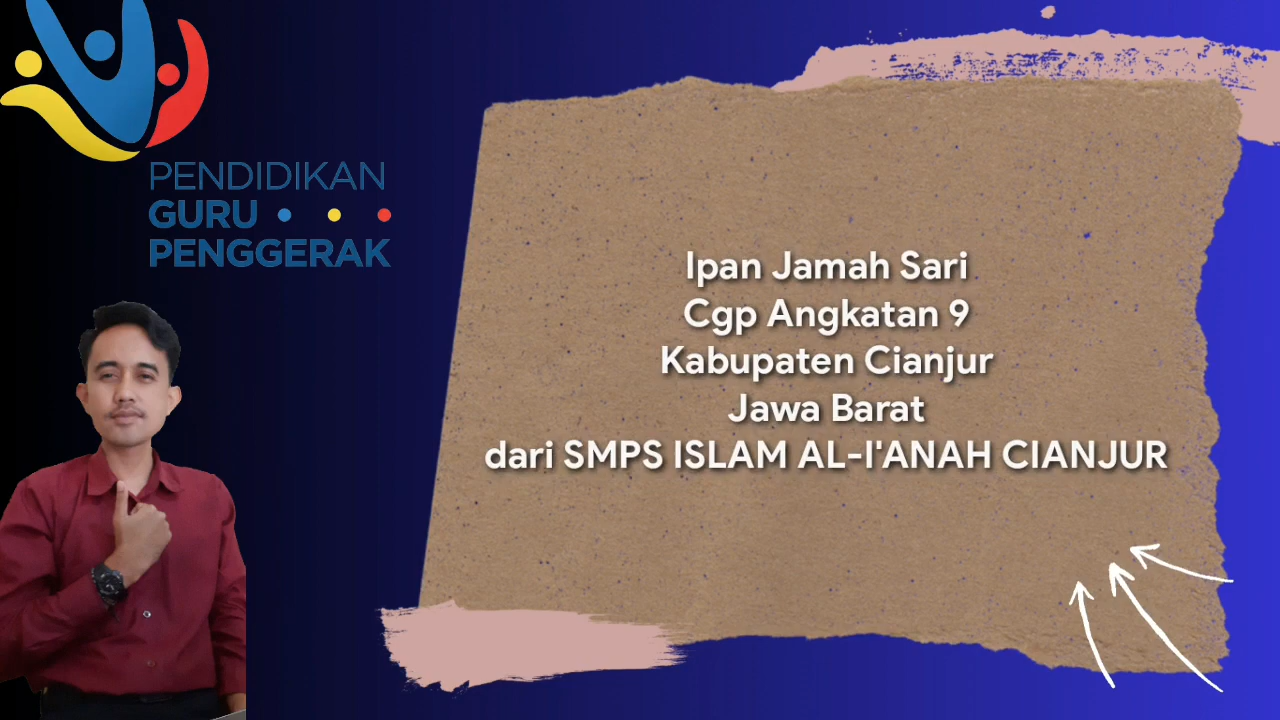 PENDIDIKAN
GURU
PENGGERAK
Ipan Jamah Sari
Cgp Angkatan 9
Kabupaten Cianjur
Jawa Barat
dari SMPS ISLAM AL-I'ANAH CIANJUR